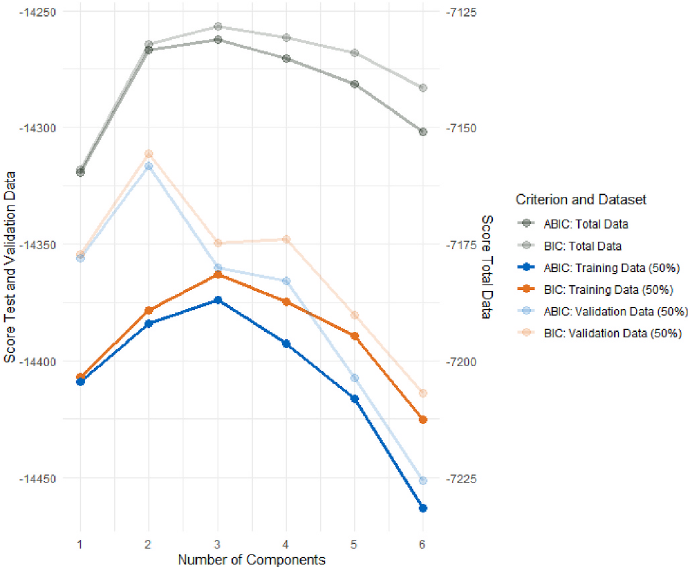 Score Test and Validation Data
-14250
-14300
-14350
-14400
-14450
-7125
-7150
-7175
-7200
-7225
Score Total Data
1 2 3 4 5 6
Number of Components
Criterion and Dataset
ABIC: Total Data
BIC: Total Data
ABIC: Training Data (50%)
BIC: Training Data (50%)
ABIC: Validation Data (50%)
BIC: Validation Data (50%)